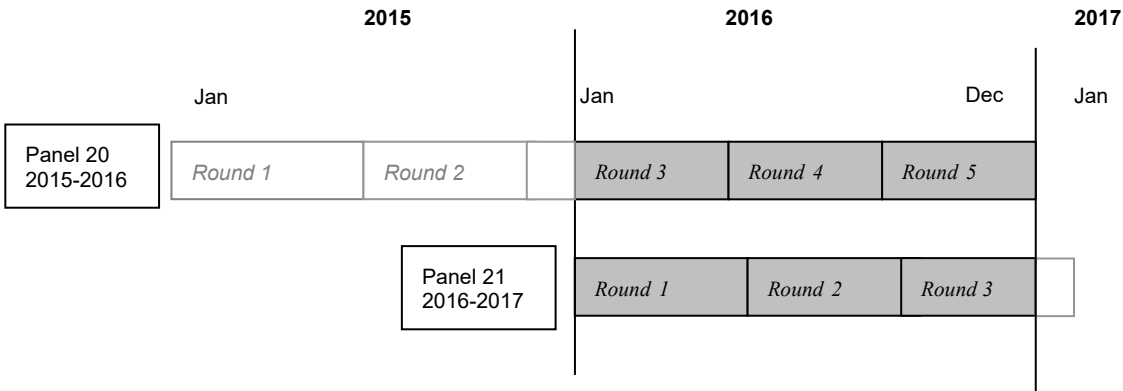 2015 2016 2017
Jan Jan Dec Jan
Panel 20
2015-2016
Round 1 Round 2 Round 3 Round 4 Round 5
Panel 21
2016-2017
Round 1 Round 2 Round 3